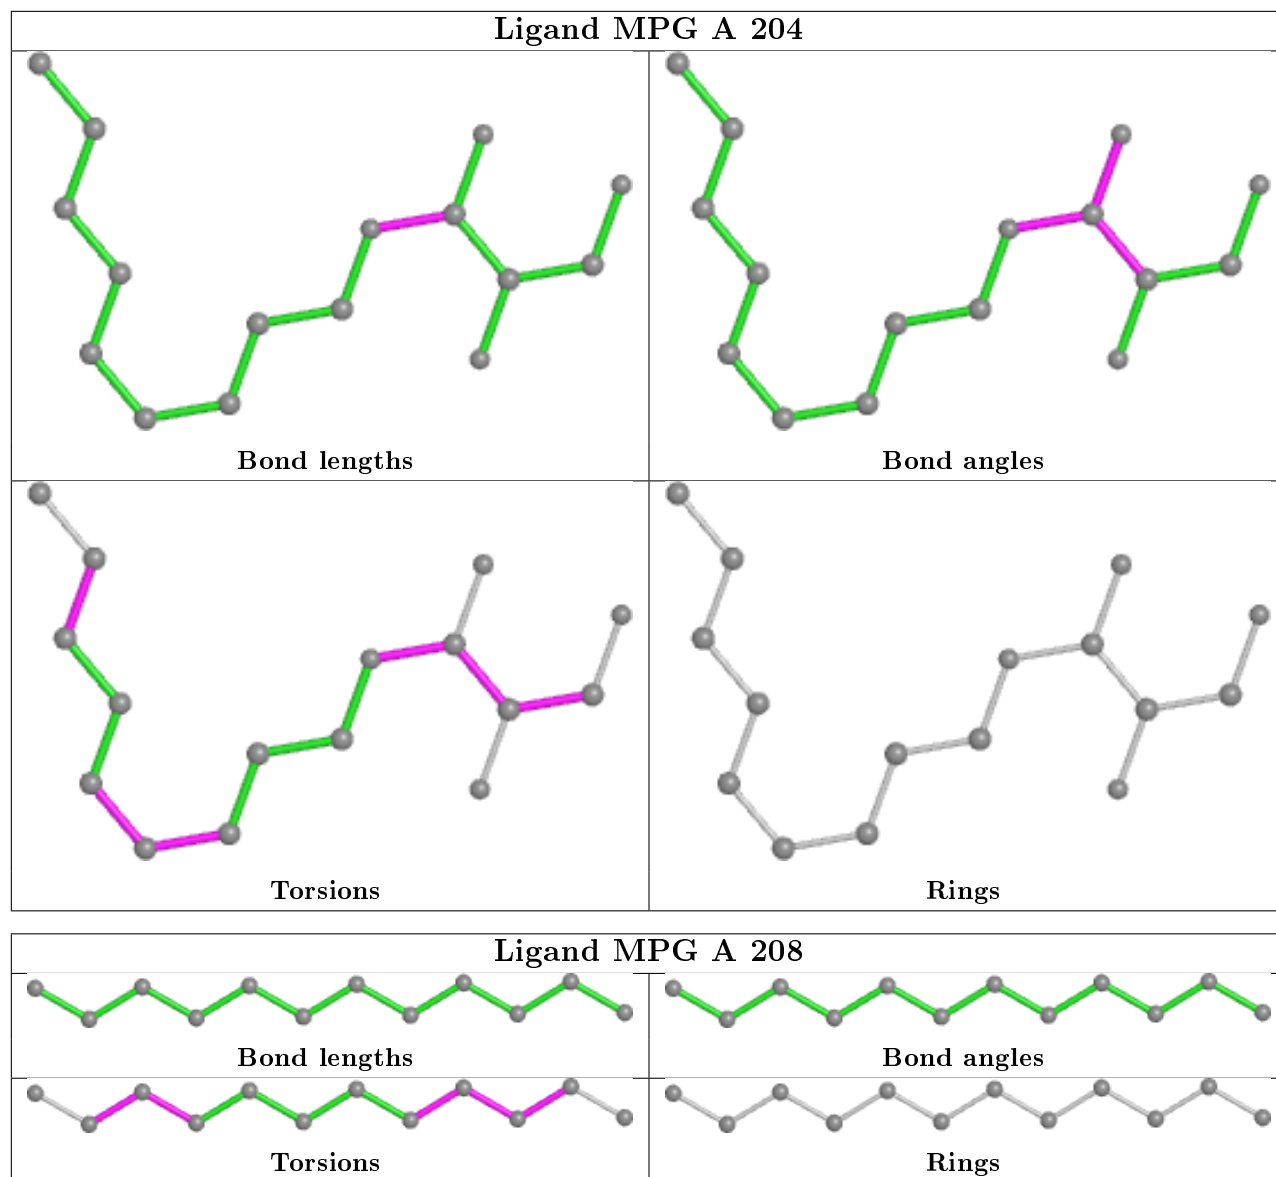 Ligand MPG A 204
Bond lengths
Bond angles
Torsions
Rings
Ligand MPG A 208
Bond lengths
Bond angles
Torsions
Rings